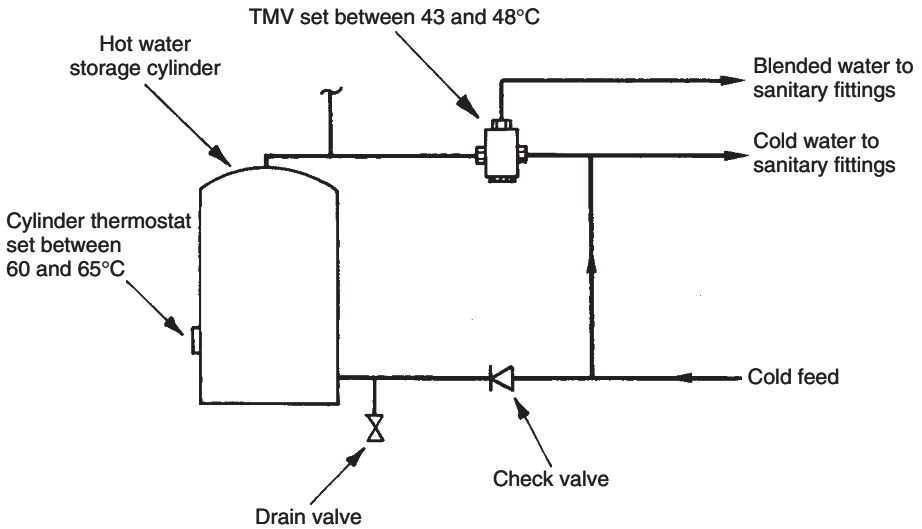 TMV set between 43 and 48°C
Hot water
storage cylinder
Blended water to
sanitary fittings
Cold water to
sanitary fittings
Cylinder thermostat
set between
60 and 65°C
Cold feed
Check valve
Drain valve